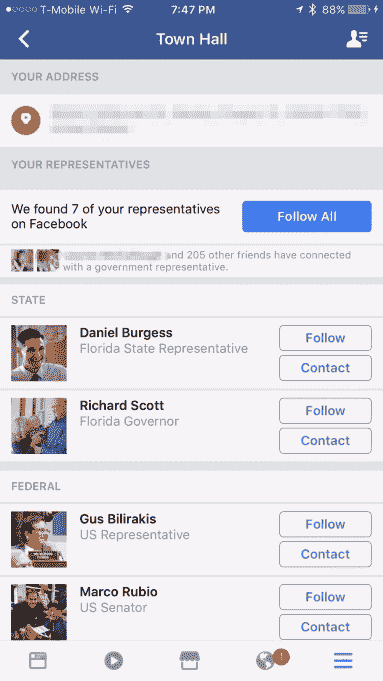 T-Mobile Wi-Fi 7:47 PM 88%
Town Hall
YOUR ADDRESS
YOUR REPRESENTATIVES
We found 7 of your representatives
on Facebook
Follow All
and 205 other friends have connected
with a government representative.
STATE
Daniel Burgess
Florida State Representative
Follow
Contact
Richard Scott
Florida Governor
Follow
Contact
FEDERAL
Gus Bilirakis
US Representative
Follow
Contact
Marco Rubio
US Senator
Follow
Contact
!